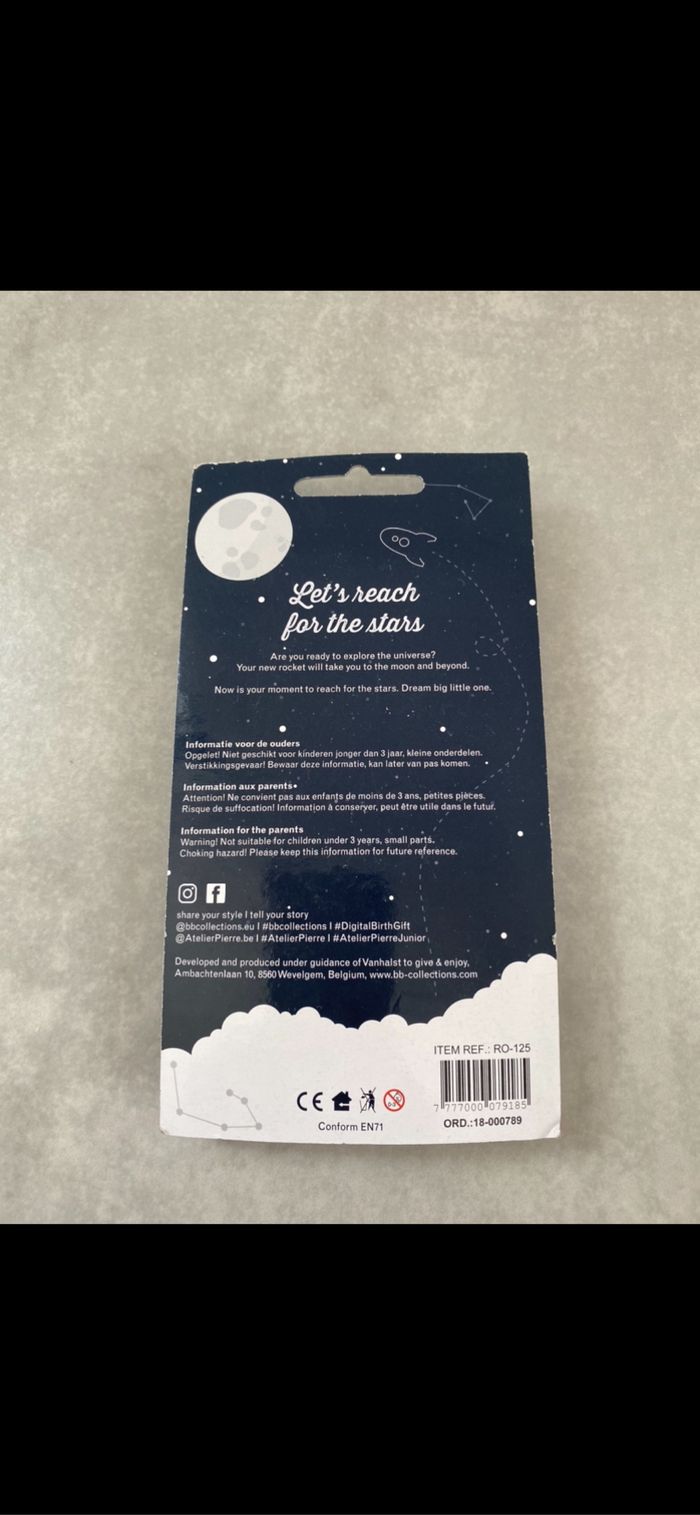 Let's reach
for the stars
Are you ready to explore the universe?
Your new rocket will take you to the moon and beyond.
Now is your moment to reach for the stars. Dream big little one.
Informatie voor de ouders
Opgelet! Niet geschikt voor kinderen jonger dan 3 jaar, kleine onderdelen.
Verstikkingsgevaar! Bewaar deze informatie, kan later van pas komen.
Information aux parents
Attention! Ne convient pas aux enfants de moins de 3 ans, petites pièces.
Risque de suffocation! Information à conserver, peut être utile dans le futur.
Information for the parents
Warning! Not suitable for children under 3 years, small parts.
Choking hazard! Please keep this information for future reference.
share your style I tell your story
@bbcollections.eu I #bbcollections I #DigitalBirthGift
@AtelierPierre.be I #AtelierPierre I #AtelierPierreJunior
Developed and produced under guidance of Vanhalst to give & enjoy.
Ambachtenlaan 10, 8560 Wevelgem, Belgium, www.bb-collections.com
ITEM REF.: RO-125
7 777000 079185
ORD.:18-000789
CE 0-3
Conform EN71